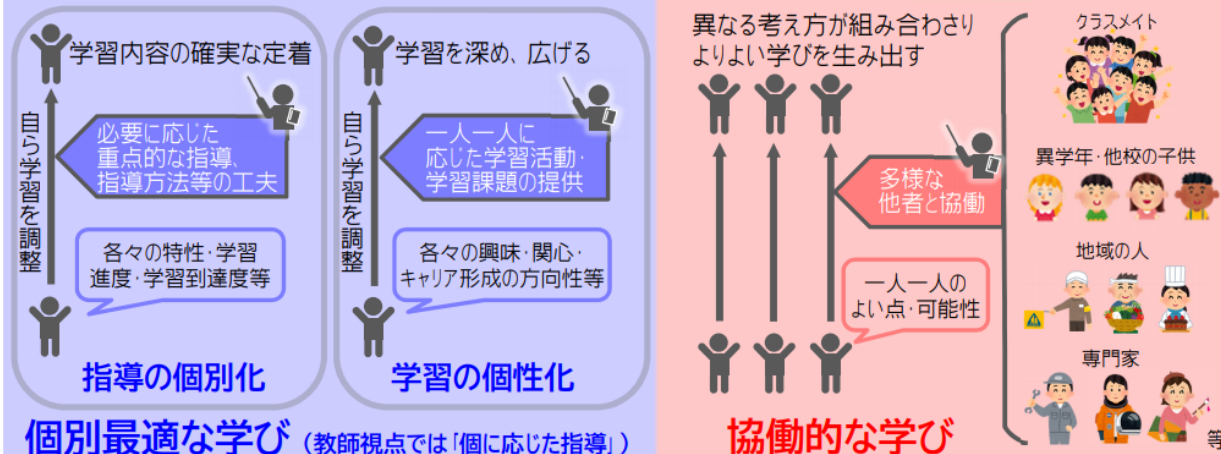 学習内容の確実な定着
自ら学習を調整
必要に応じた
重点的な指導、
指導方法等の工夫
各々の特性・学習
進度・学習到達度等
指導の個別化
学習を深め、広げる
自ら学習を調整
一人一人に
応じた学習活動・
学習課題の提供
各々の興味・関心・
キャリア形成の方向性等
学習の個性化
個別最適な学び（教師視点では「個に応じた指導」）
異なる考え方が組み合わさり
よりよい学びを生み出す
多様な
他者と協働
一人一人の
よい点・可能性
協働的な学び
クラスメイト
異学年・他校の子供
地域の人
専門家
等